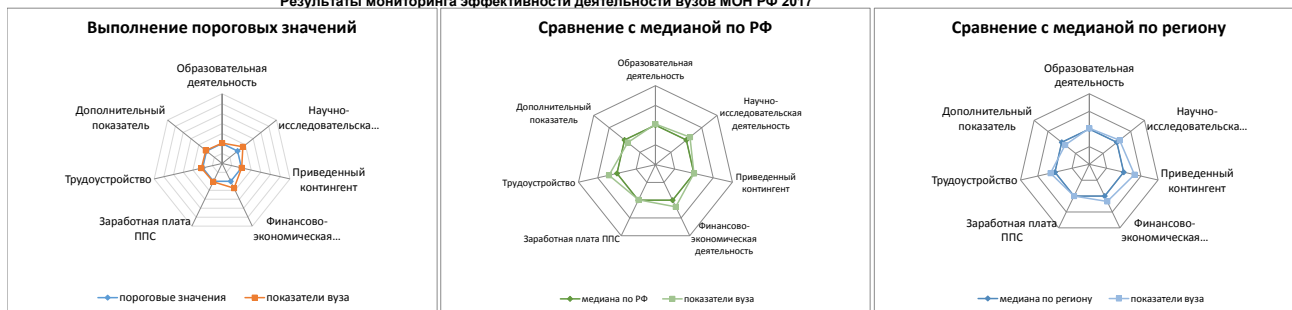 Результаты мониторинга эффективности деятельности вузов МОН РФ 2017
Выполнение пороговых значений
Образовательная
деятельность
Научно-
исследовательска...
Приведенный
контингент
Финансово-
экономическая...
Заработная плата
ППС
Трудоустройство
Дополнительный
показатель
пороговые значения
показатели вуза
Сравнение с медианой по РФ
Образовательная
деятельность
Научно-
исследовательская
деятельность
Приведенный
контингент
Финансово-
экономическая
деятельность
Заработная плата ППС
Трудоустройство
Дополнительный
показатель
медиана по РФ
показатели вуза
Сравнение с медианой по региону
Образовательная
деятельность
Научно-
исследовательска...
Приведенный
контингент
Финансово-
экономическая...
Заработная плата
ППС
Трудоустройство
Дополнительный
показатель
медиана по региону
показатели вуза